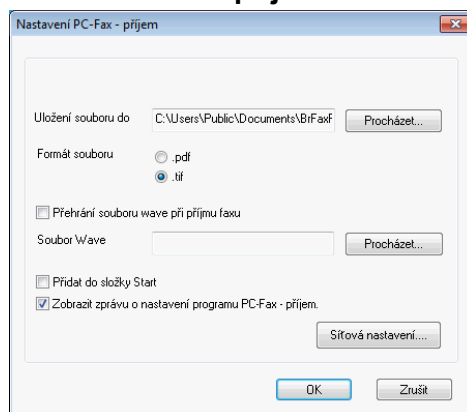 Nastavení PC-Fax - příjem
Uložení souboru do C:\Users\Public\Documents\BrFaxF Procházet...
Formát souboru .pdf
.tif
Přehrání souboru wave při příjmu faxu
Soubor Wave Procházet...
Přidat do složky Start
Zobrazit zprávu o nastavení programu PC-Fax - příjem.
Síťová nastavení....
OK Zrušit